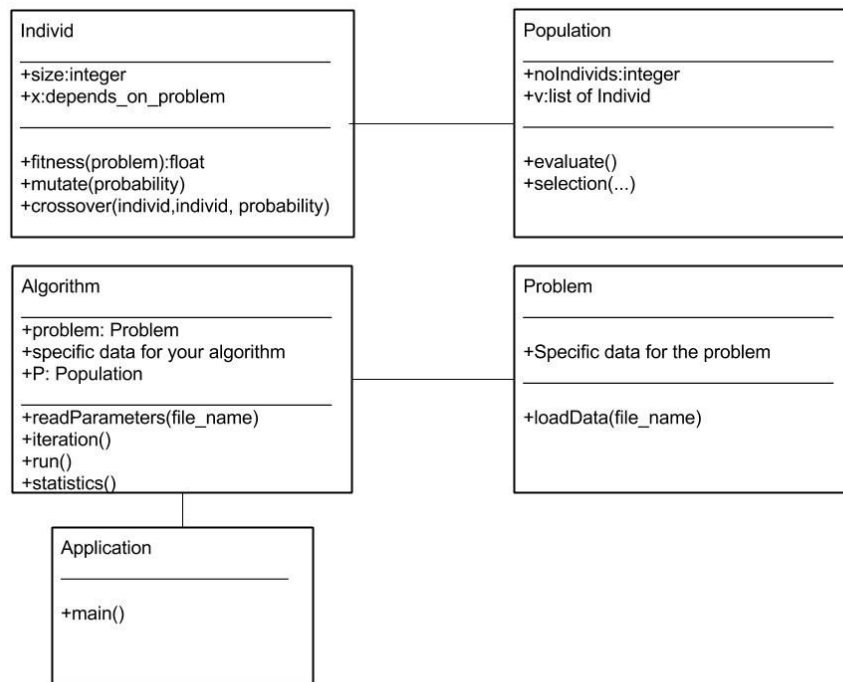 Individ
+size:integer
+x:depends_on_problem
+fitness(problem):float
+mutate(probability)
+crossover(individ,individ, probability)
Population
+noIndivids:integer
+v:list of Individ
+evaluate()
+selection(...)
Algorithm
+problem: Problem
+specific data for your algorithm
+P: Population
+readParameters(file_name)
+iteration()
+run()
+statistics()
Problem
+Specific data for the problem
+loadData(file_name)
Application
+main()